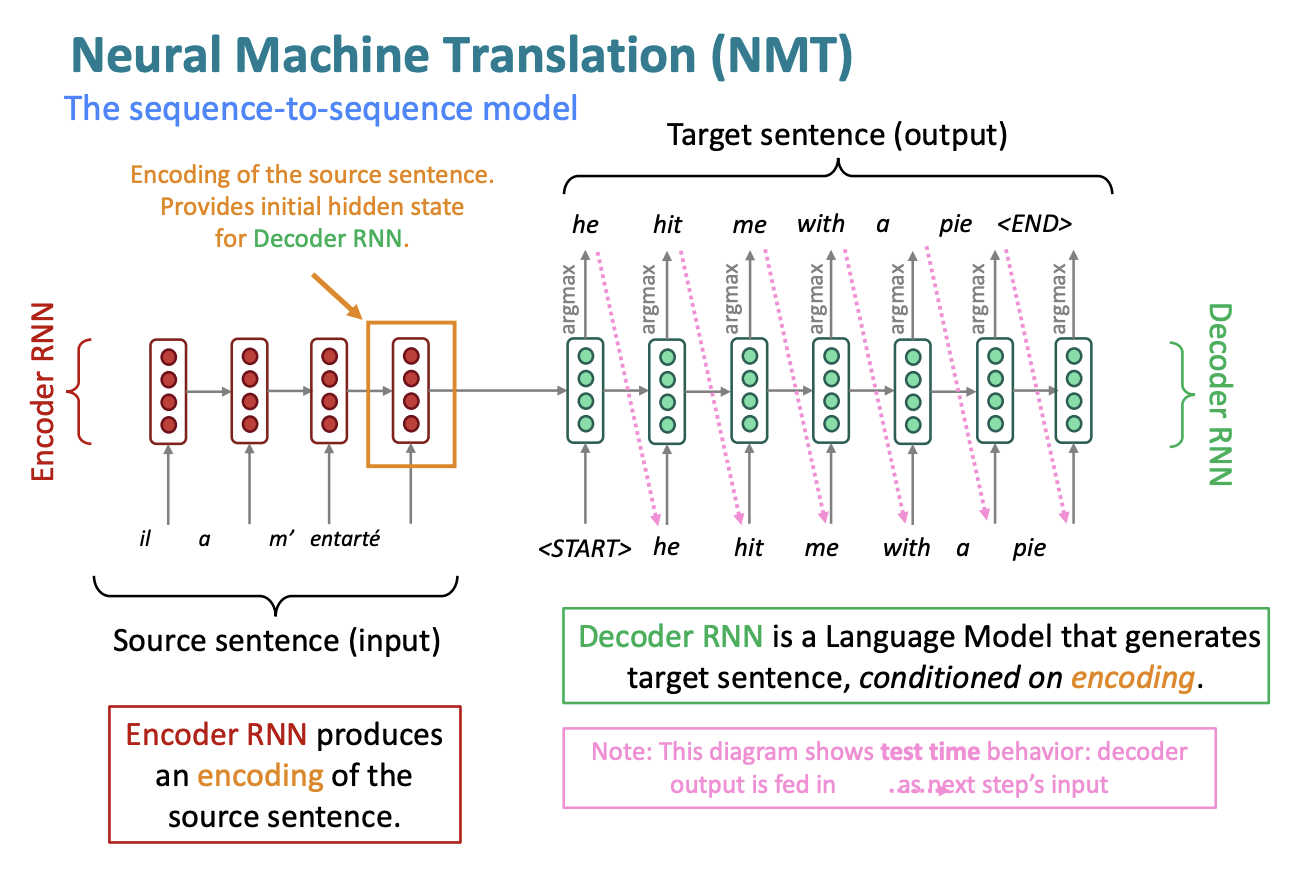 Neural Machine Translation (NMT)
The sequence-to-sequence model
Target sentence (output)
Encoding of the source sentence.
Provides initial hidden state
for Decoder RNN.
he hit me with a pie <END>
argmax argmax argmax argmax argmax argmax argmax
Encoder RNN
Decoder RNN
il a m’ entarté
<START> he hit me with a pie
Source sentence (input)
Decoder RNN is a Language Model that generates
target sentence, conditioned on encoding.
Encoder RNN produces
an encoding of the
source sentence.
Note: This diagram shows test time behavior: decoder
output is fed in as next step’s input